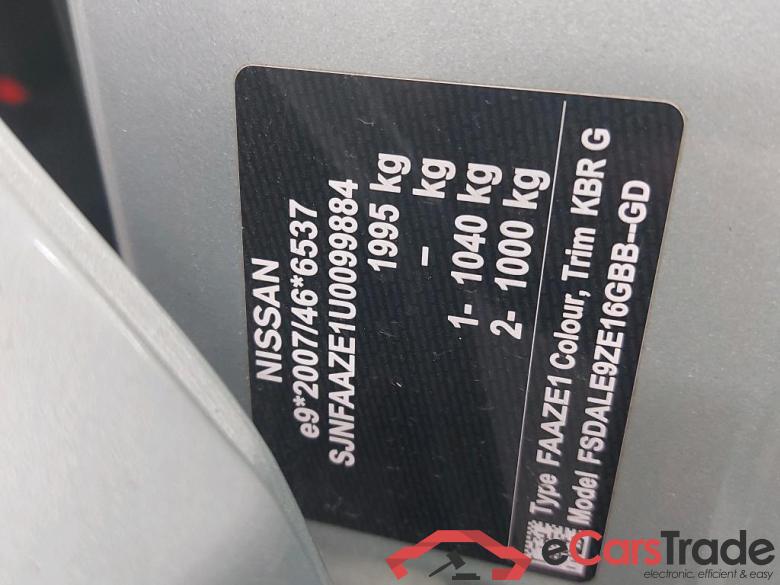 NISSAN
e9*2007/46*6537
SJNFAAZE1U0099884
1995 kg
– kg
1- 1040 kg
2- 1000 kg
Type FAAZE1 Colour, Trim KBR G
Model FSDALE9ZE16GBB--GD
eCarsTrade
electronic, efficient & easy